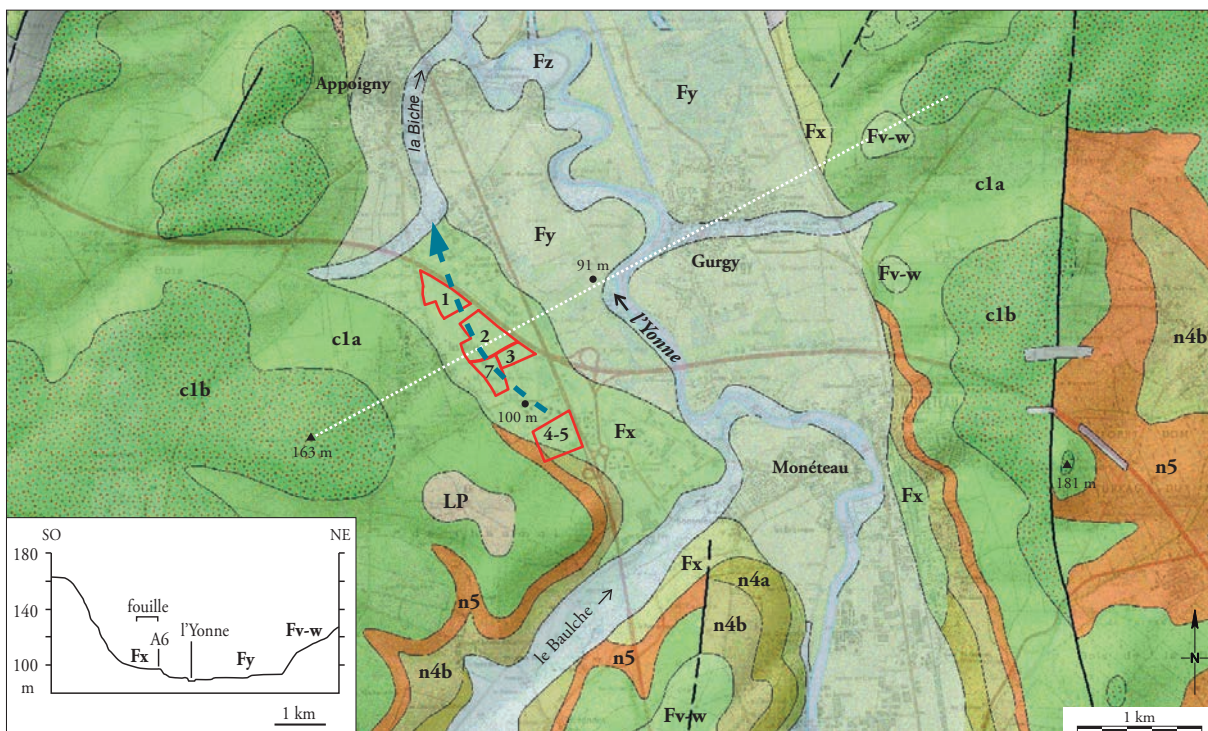 Appoigny
la Biche →
Fz
Fy
Fx
Fv-w
c1a
Fy
Gurgy
91 m
l'Yonne
Fv-w
c1b
n4b
1
2
3
7
4-5
100 m
c1a
c1b
163 m
Fx
Monéteau
Fx
n5
181 m
LP
n5
le Baulche →
Fx
n4a
n4b
n5
n4b
Fv-w
N
1 km
SO
NE
180
140
100
m
fouille
A6
l'Yonne
Fx
Fy
Fv-w
1 km